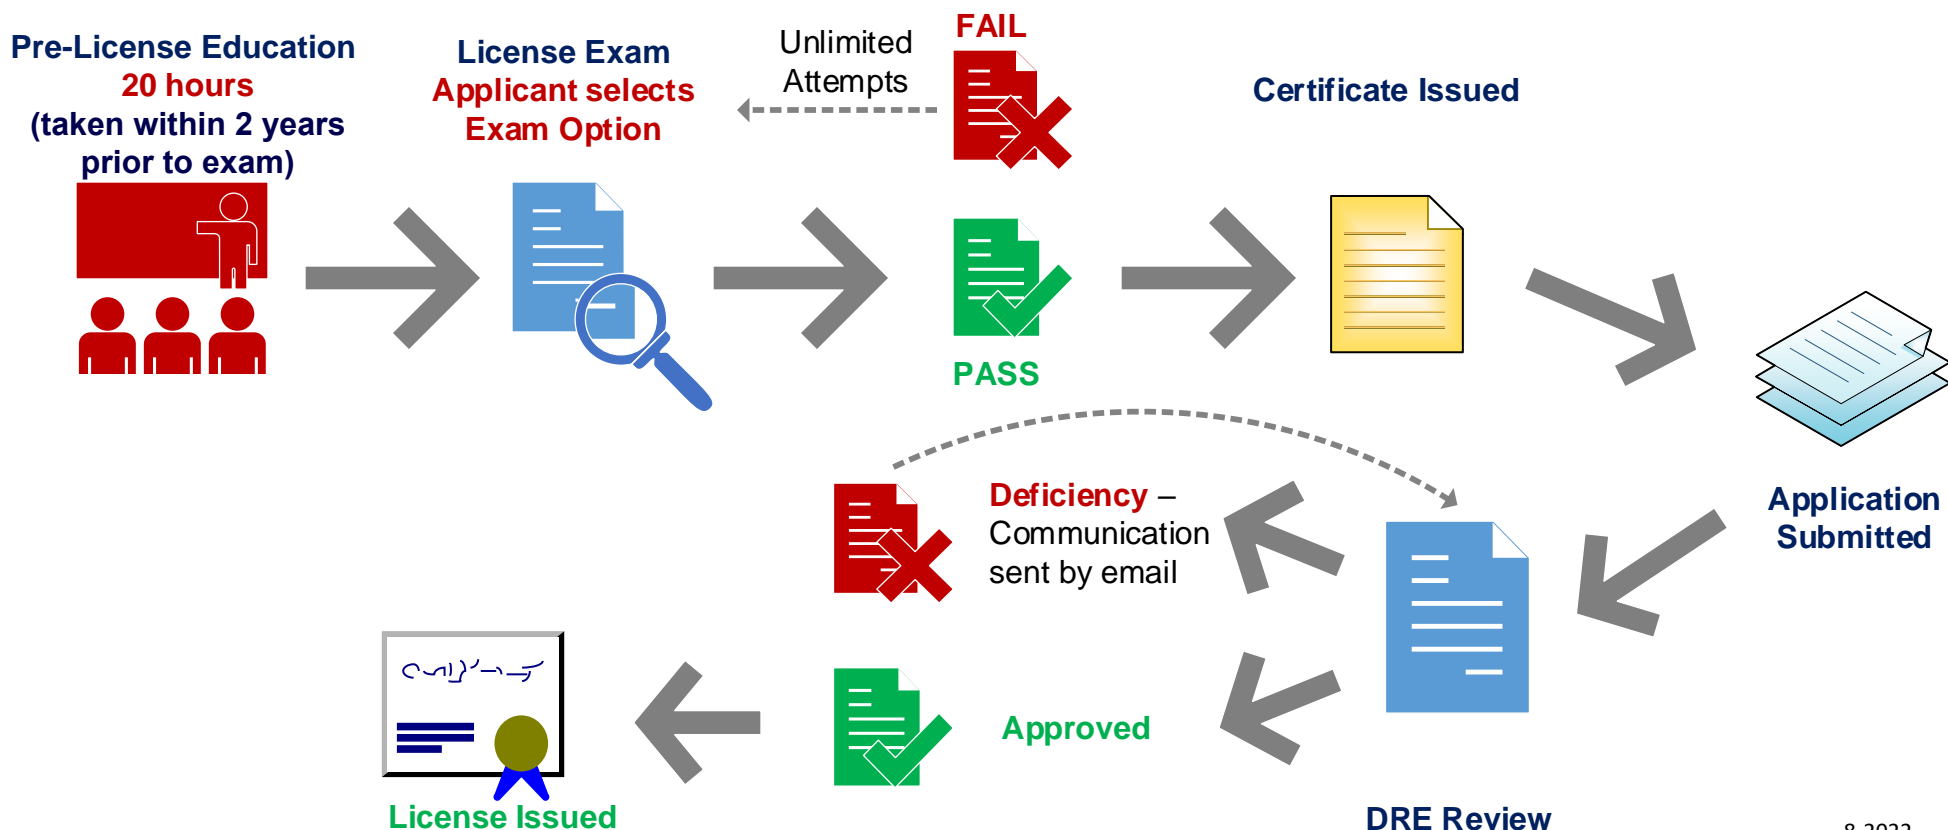 Pre-License Education
20 hours
(taken within 2 years
prior to exam)
License Exam
Applicant selects
Exam Option
Unlimited
Attempts
FAIL
PASS
Certificate Issued
Application
Submitted
Deficiency –
Communication
sent by email
Approved
License Issued
DRE Review